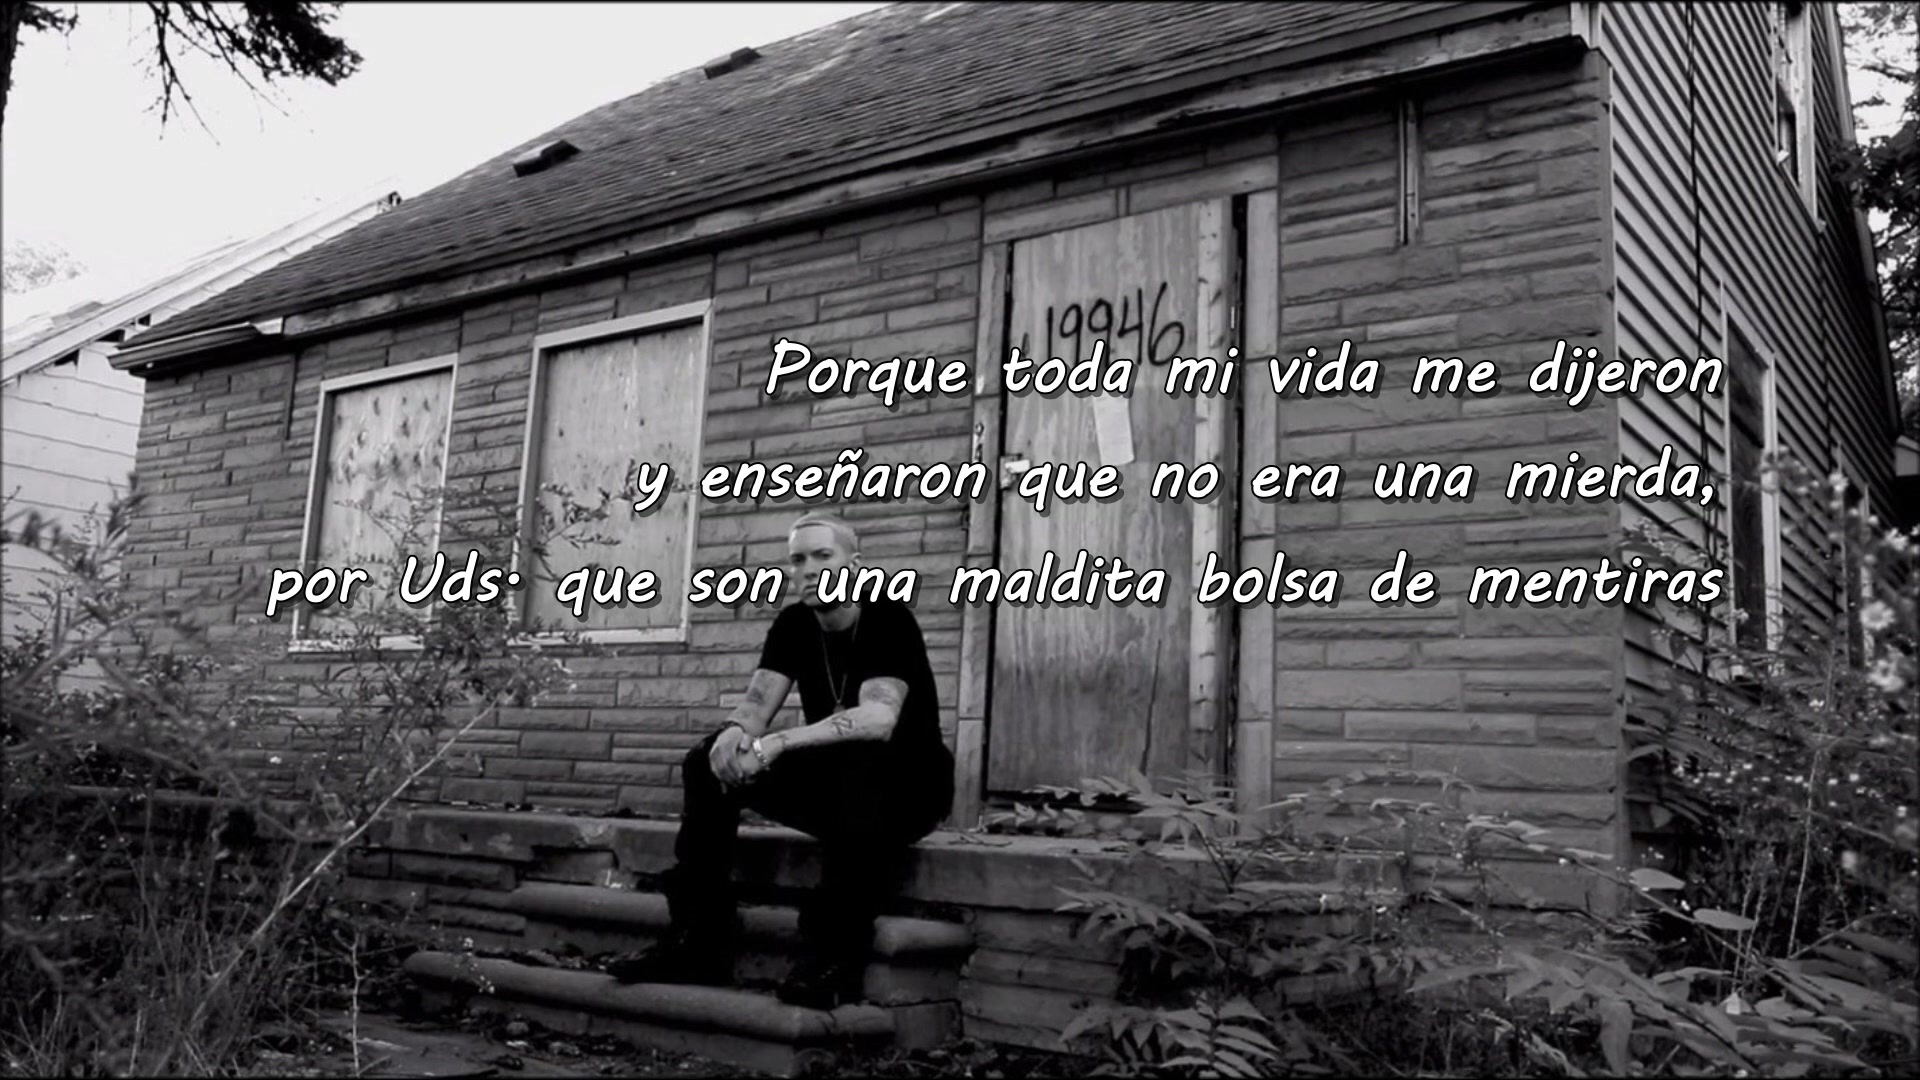 19946
Porque toda mi vida me dijeron
y enseñaron que no era una mierda,
por Uds. que son una maldita bolsa de mentiras